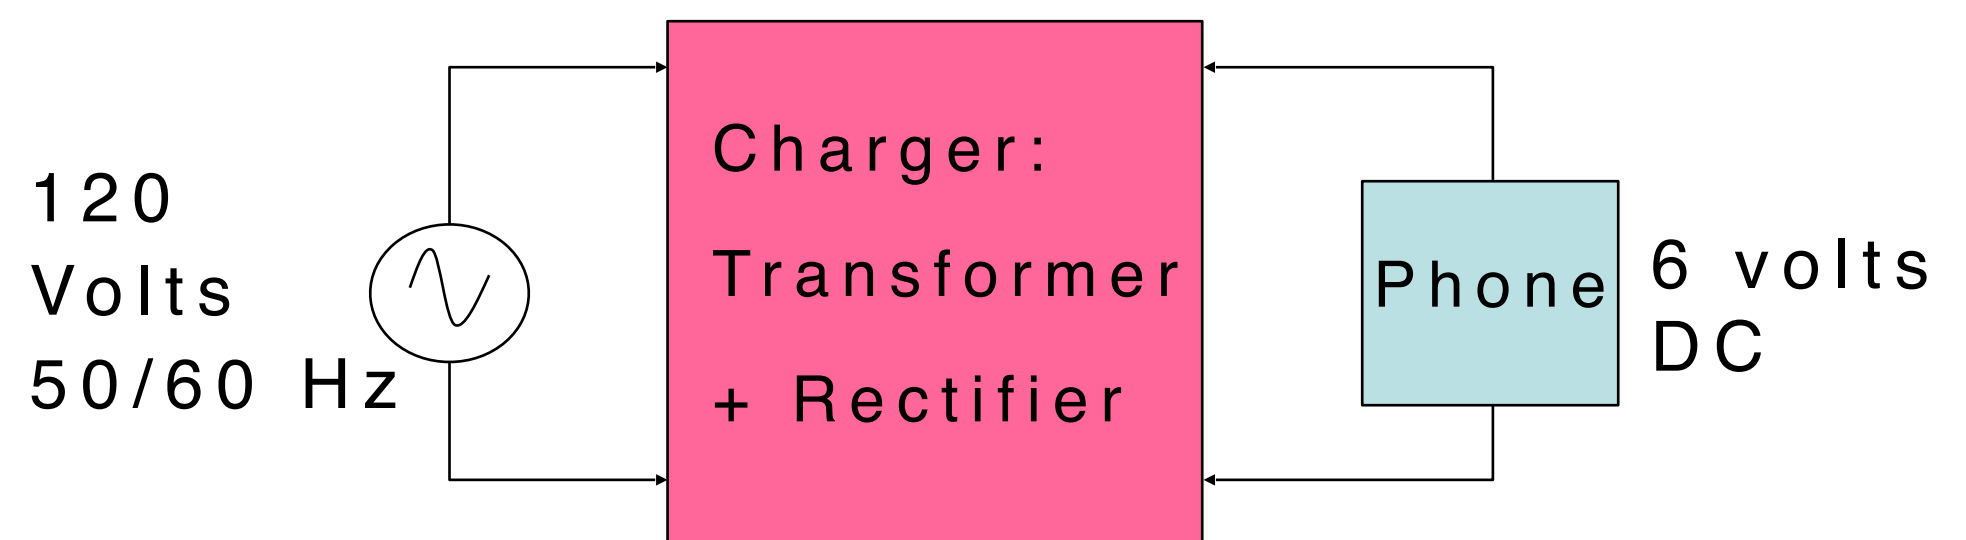 120
Volts
50/60 Hz
Charger:
Transformer
+ Rectifier
Phone
6 volts
DC